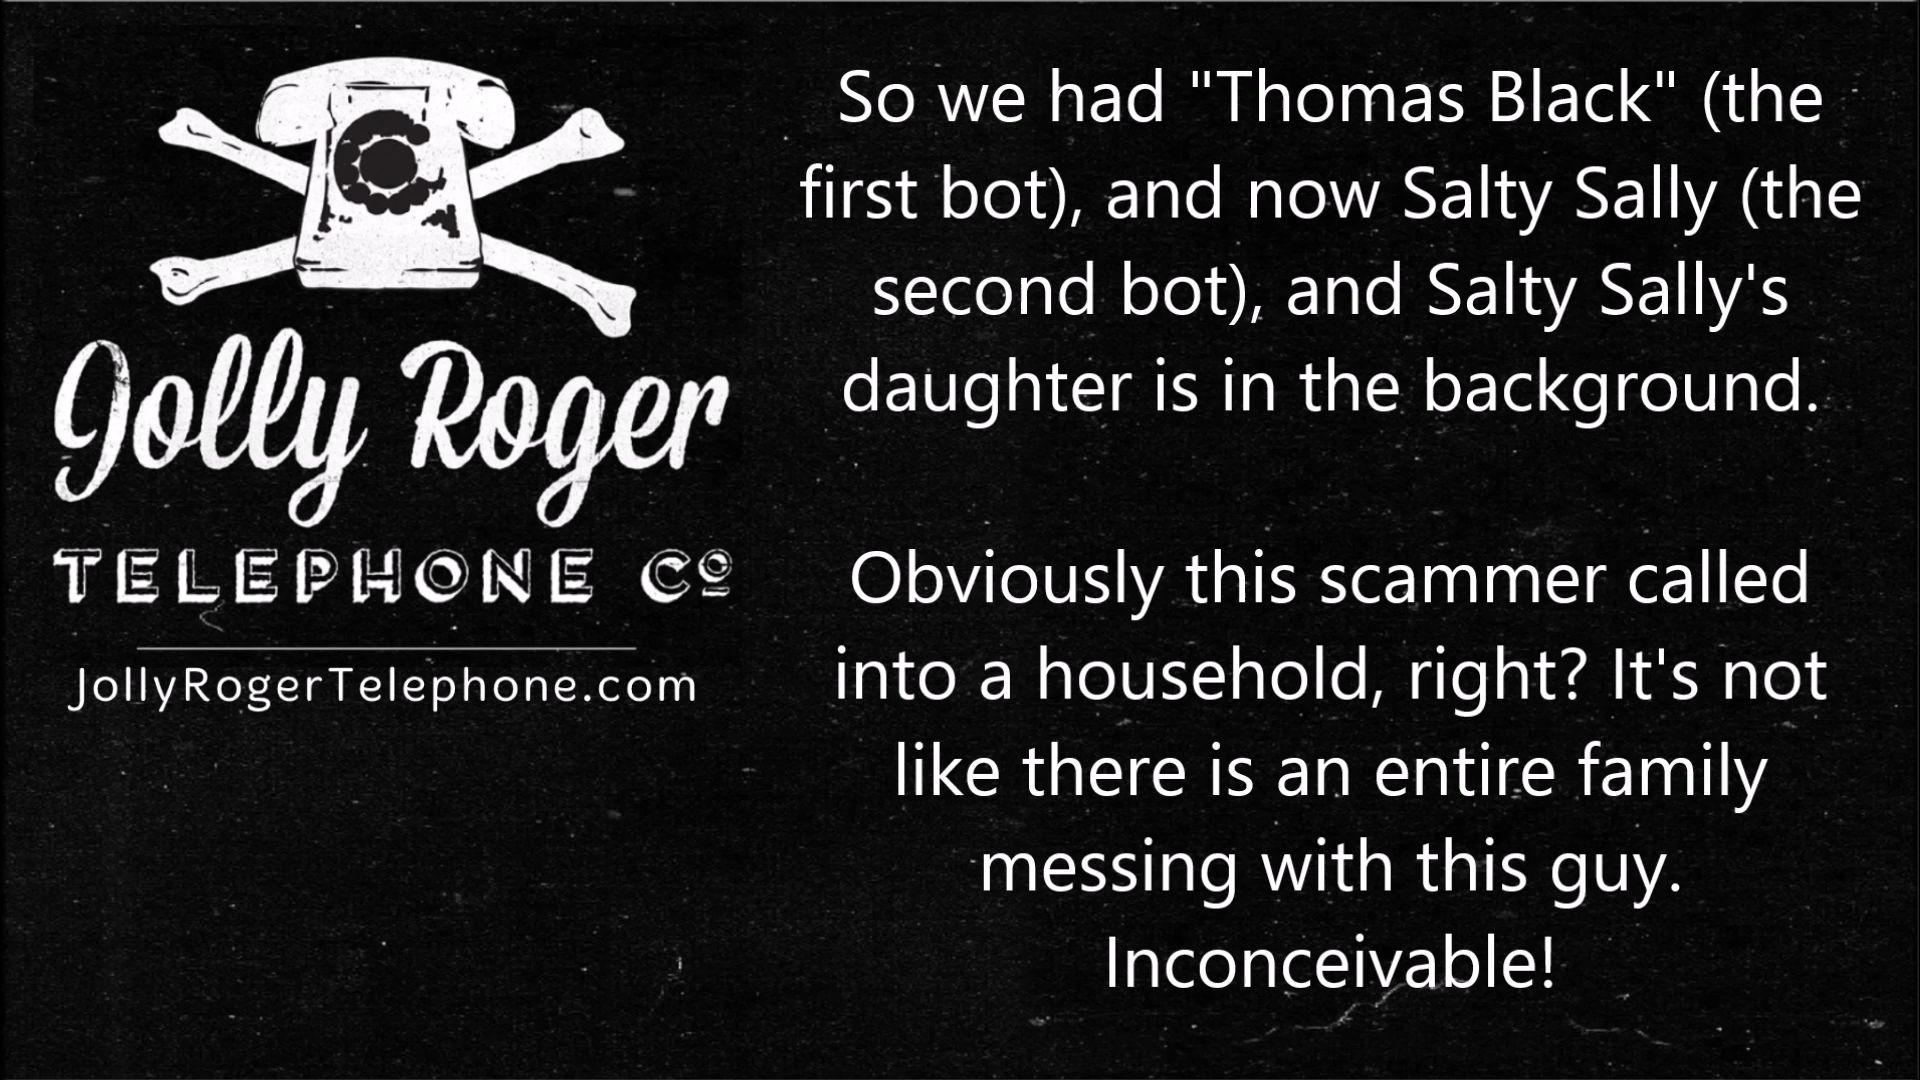 Jolly Roger
TELEPHONE Cº
JollyRogerTelephone.com
So we had "Thomas Black" (the
first bot), and now Salty Sally (the
second bot), and Salty Sally's
daughter is in the background.
Obviously this scammer called
into a household, right? It's not
like there is an entire family
messing with this guy.
Inconceivable!